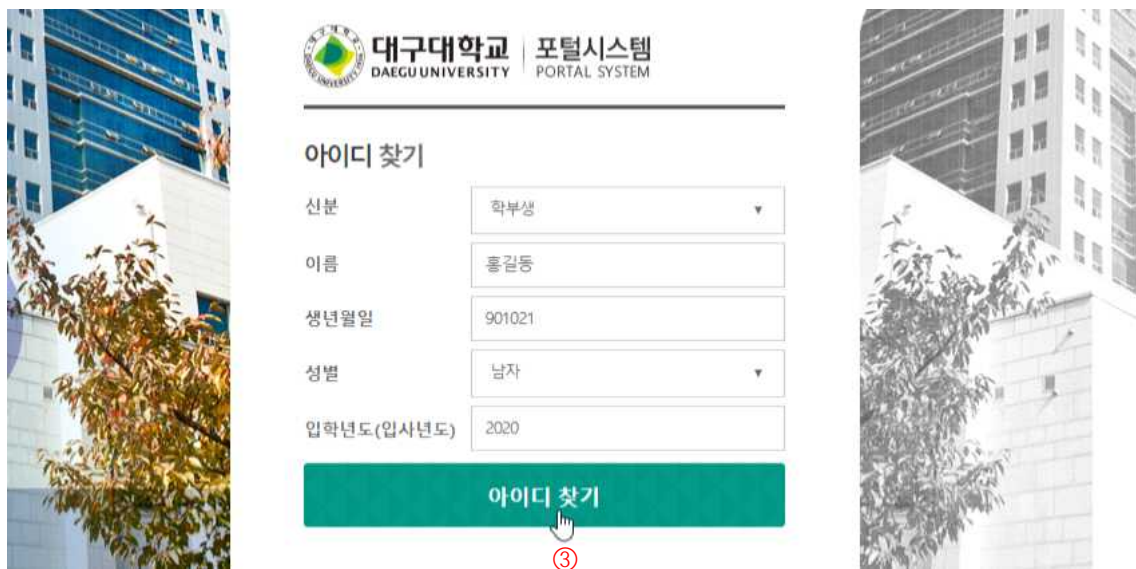 대구대학교 포털시스템
DAEGU UNIVERSITY PORTAL SYSTEM
아이디 찾기
신분 학부생 ▼
이름 홍길동
생년월일 901021
성별 남자 ▼
입학년도(입사년도) 2020
아이디 찾기
③